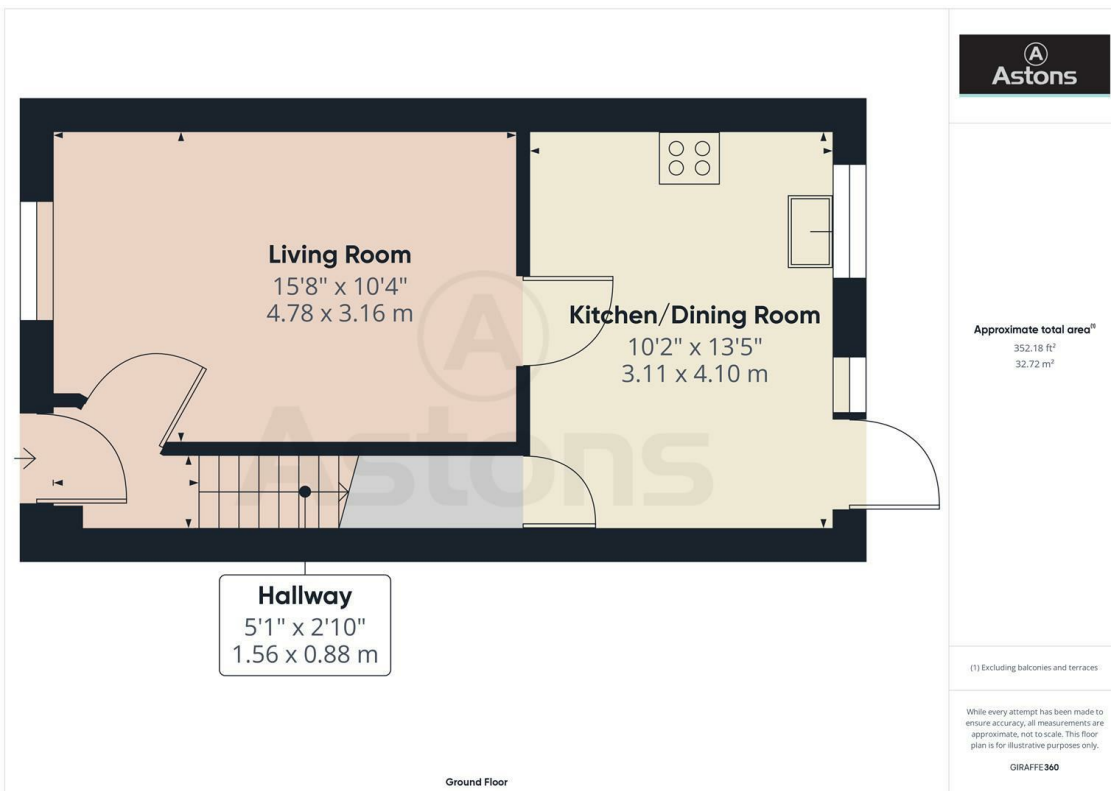 A
Astons
Living Room
15'8" x 10'4"
4.78 x 3.16 m
Kitchen/Dining Room
10'2" x 13'5"
3.11 x 4.10 m
A
Astons
Hallway
5'1" x 2'10"
1.56 x 0.88 m
Ground Floor
Approximate total area⁽¹⁾
352.18 ft²
32.72 m²
(1) Excluding balconies and terraces
While every attempt has been made to
ensure accuracy, all measurements are
approximate, not to scale. This floor
plan is for illustrative purposes only.
GIRAFFE360